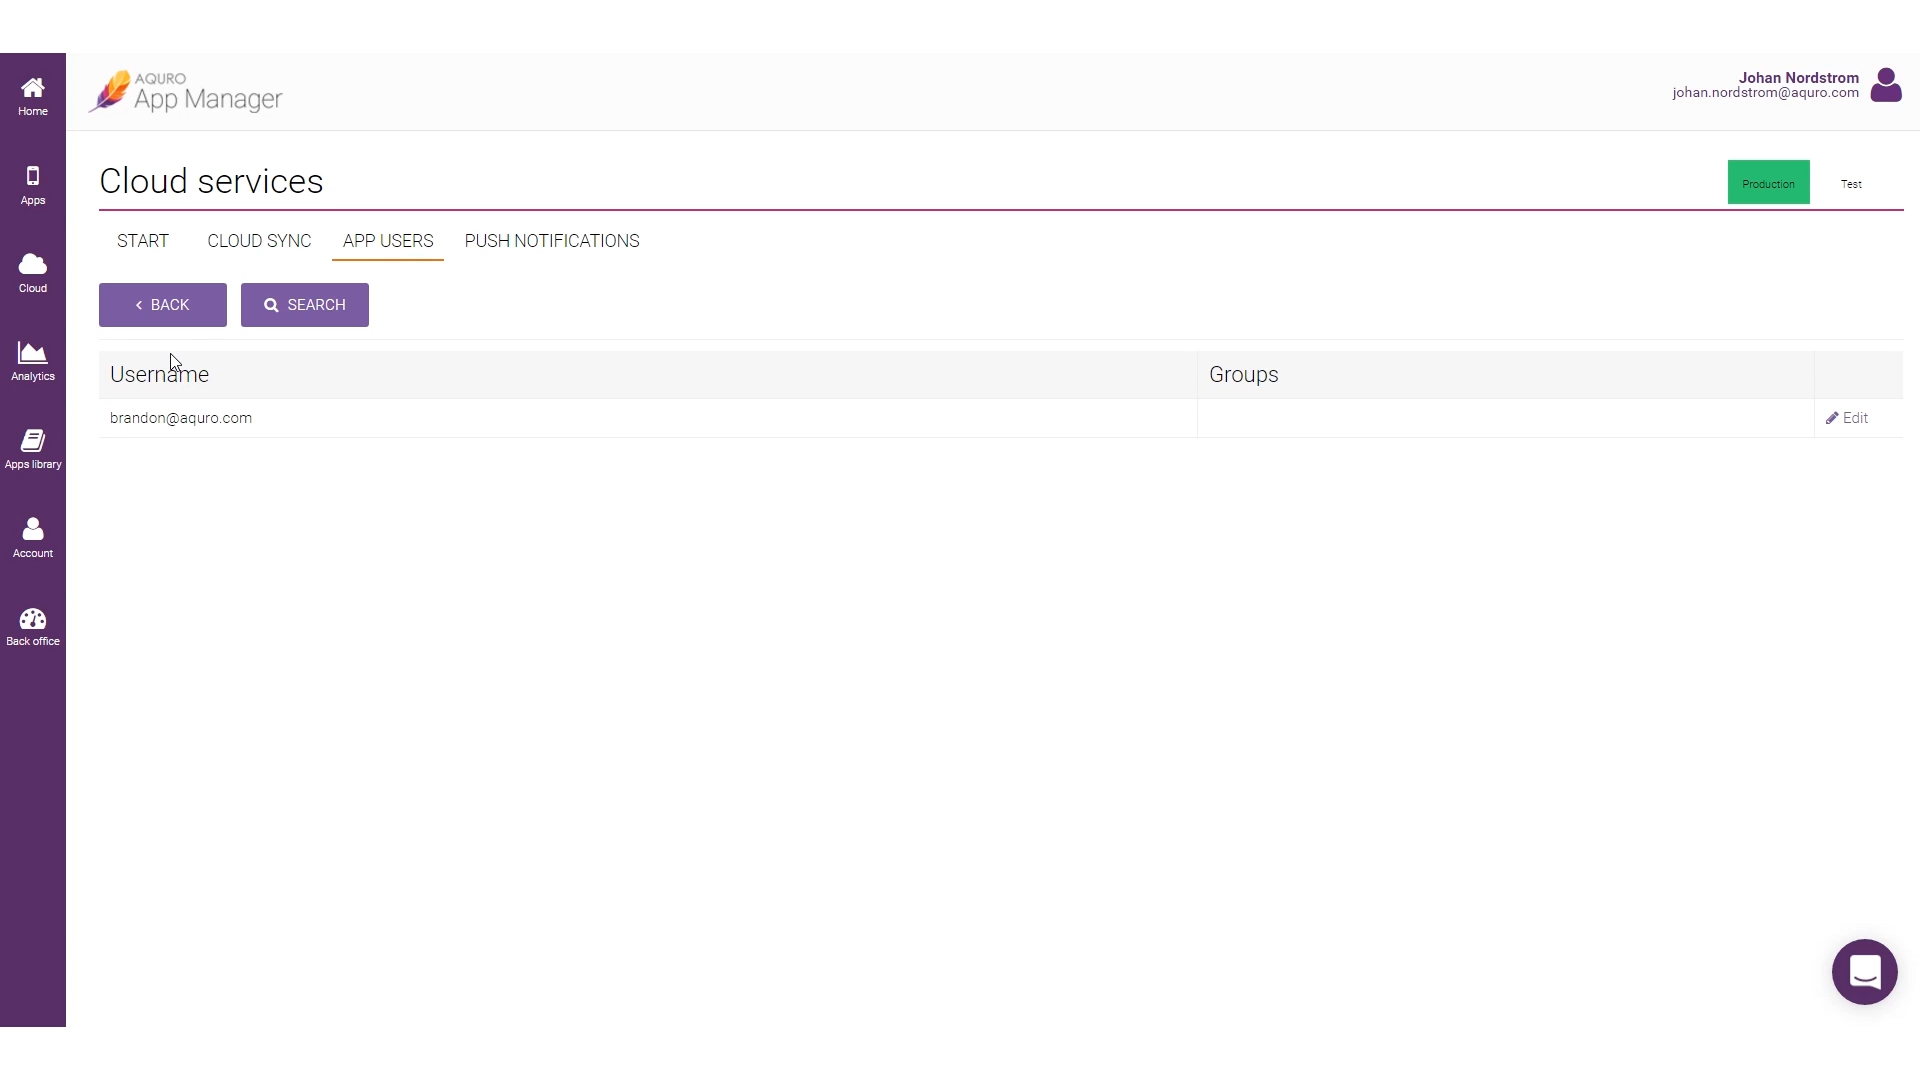 Home
Apps
Cloud
Analytics
Apps library
Account
Back office
AQURO
App Manager
Johan Nordstrom
johan.nordstrom@aquro.com
Cloud services
Production
Test
START
CLOUD SYNC
APP USERS
PUSH NOTIFICATIONS
BACK
SEARCH
Username
Groups
brandon@aquro.com
Edit